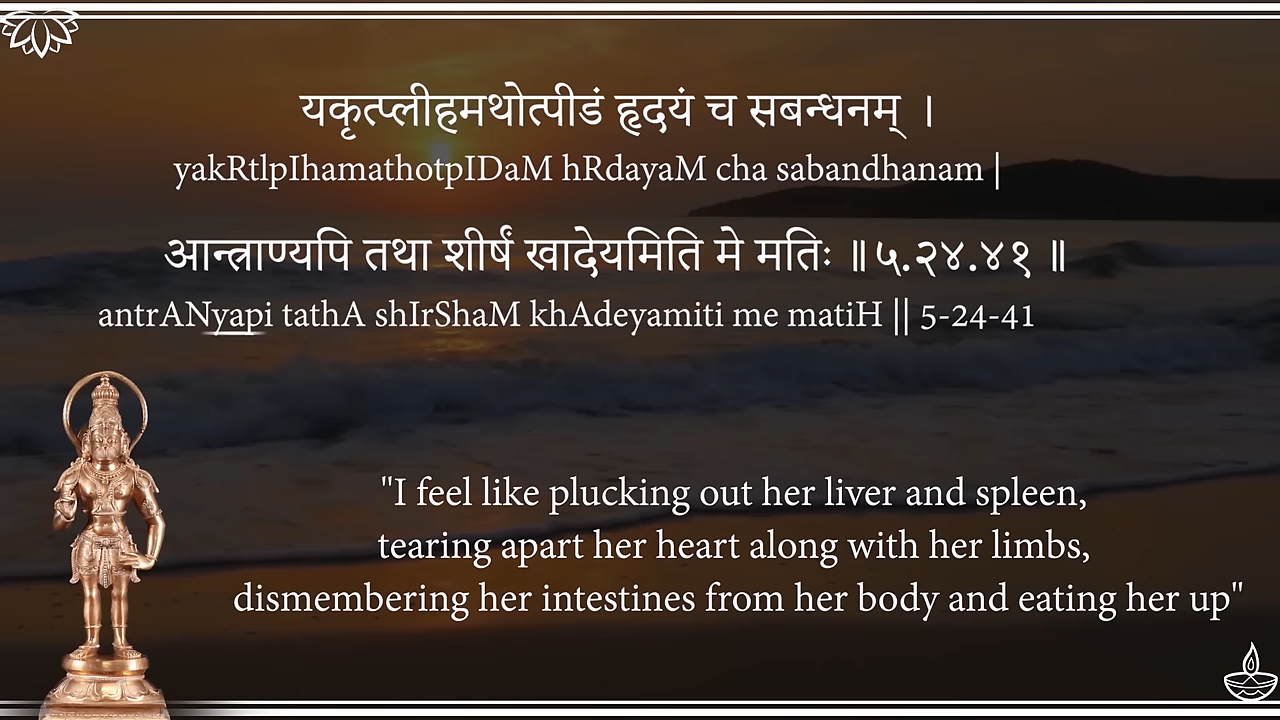 यकृत्प्लीहमथोत्पीडं हृदयं च सबन्धनम् ।
yakRtlpIhamathotpIDaM hRdayaM cha sabandhanam |
आन्त्राण्यपि तथा शीर्षं खादेयमिति मे मतिः ॥५.२४.४१ ॥
antrANyapi tathA shIrShaM khAdeyamiti me matiH || 5-24-41
"I feel like plucking out her liver and spleen,
tearing apart her heart along with her limbs,
dismembering her intestines from her body and eating her up"